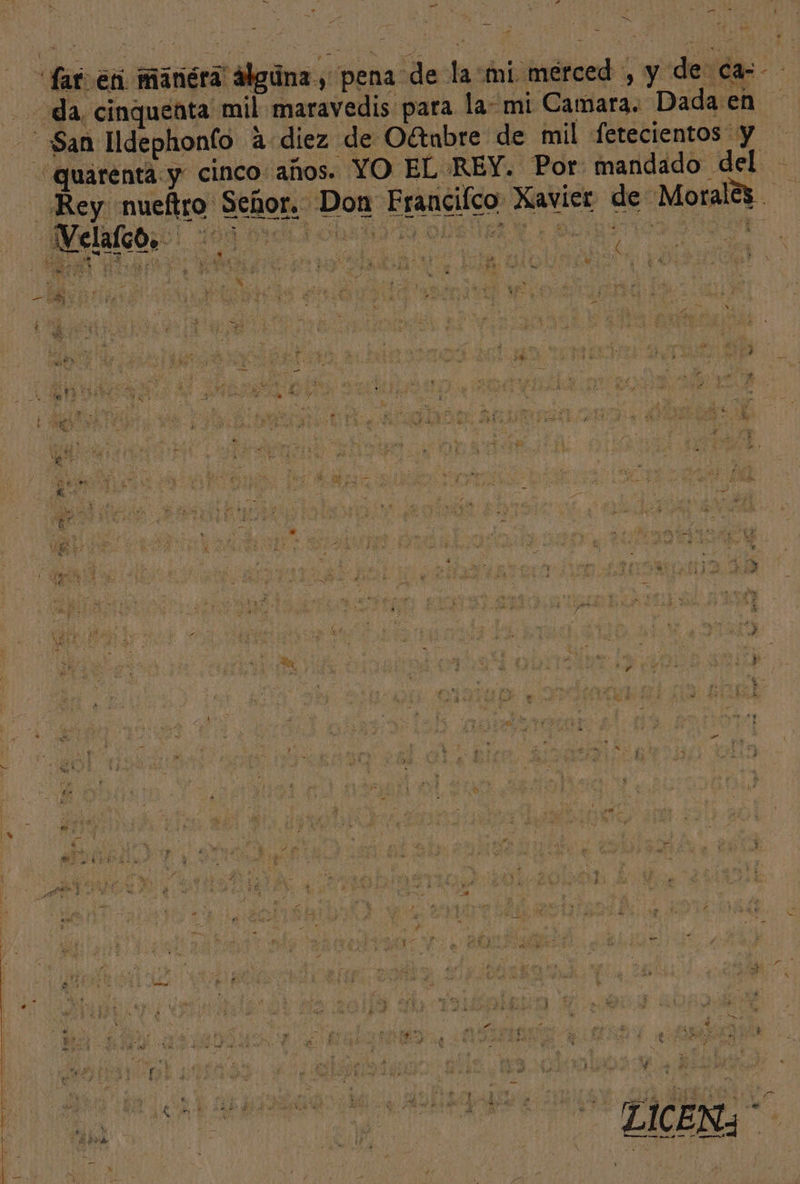 ſar en manera alguna, pena de la mi merced, y de ca-
da cinquenta mil maravedis para la mi Camara. Dada en
San Ildephonſo à diez de Octubre de mil ſetecientos y
quarenta y cinco años. YO EL REY. Por mandado del
Rey nueſtro Señor. Don Franciſco Xavier de Morales
Velaſco.
LICEN-